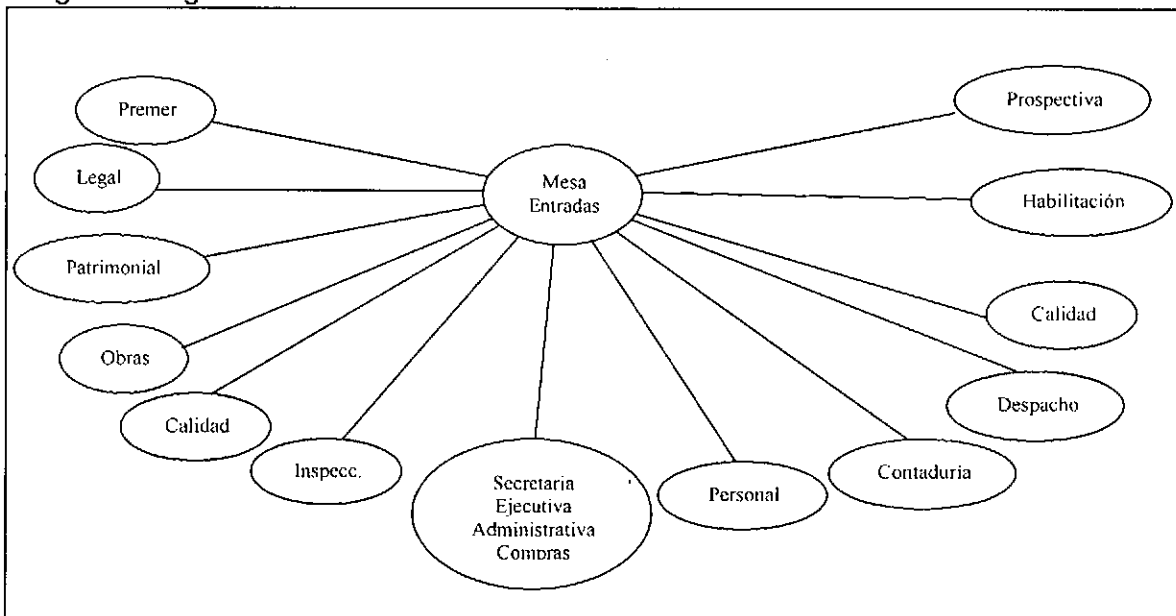 Premer
Prospectiva
Legal
Mesa
Entradas
Habilitación
Patrimonial
Calidad
Obras
Despacho
Calidad
Inspecc.
Secretaria
Ejecutiva
Administrativa
Compras
Personal
Contaduria